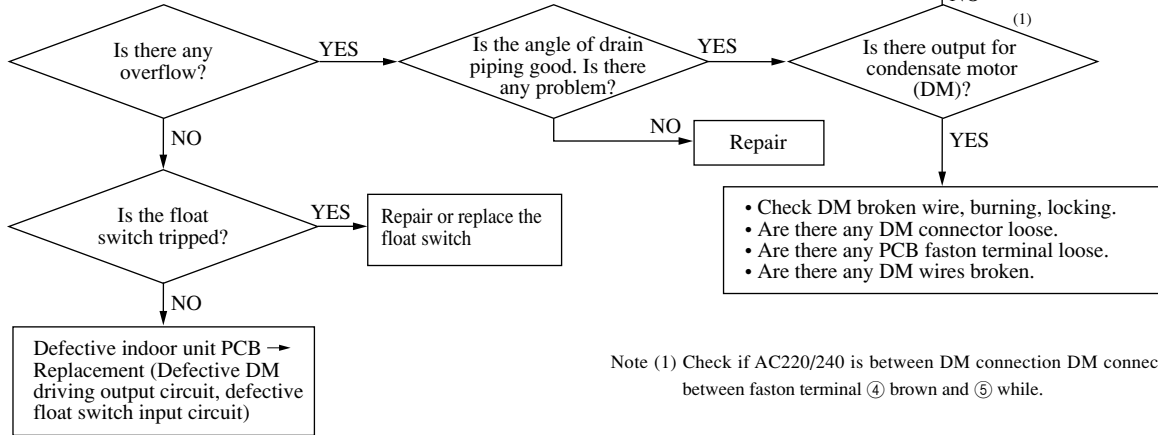 NO
(1)
Is there any
overflow?
YES
Is the angle of drain
piping good. Is there
any problem?
YES
Is there output for
condensate motor
(DM)?
NO
NO
Repair
YES
Is the float
switch tripped?
YES
Repair or replace the
float switch
• Check DM broken wire, burning, locking.
• Are there any DM connector loose.
• Are there any PCB faston terminal loose.
• Are there any DM wires broken.
NO
Defective indoor unit PCB →
Replacement (Defective DM
driving output circuit, defective
float switch input circuit)
Note (1) Check if AC220/240 is between DM connection DM connec
between faston terminal ④ brown and ⑤ while.